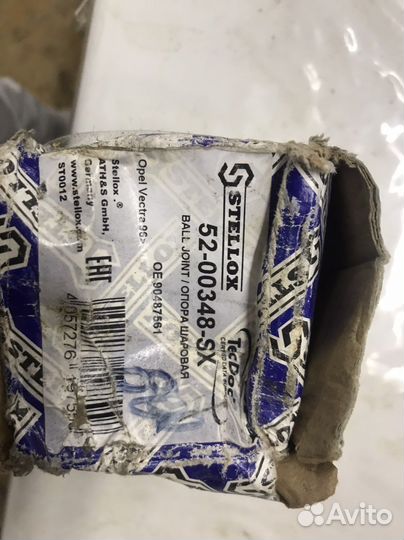 STELLOX
52-00348-SX
BALL JOINT / ОПОРА ШАРОВАЯ
OE 90487561
Opel Vectra 96>
TecDoc
Stellox .®
ATH&S GmbH,
Germany
www.stellox.com
ST0012
EAC
Avito